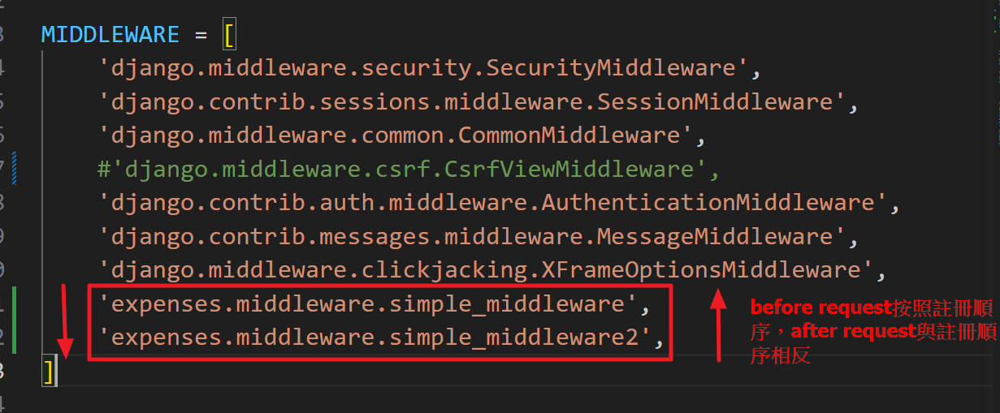 MIDDLEWARE = [
'django.middleware.security.SecurityMiddleware',
'django.contrib.sessions.middleware.SessionMiddleware',
'django.middleware.common.CommonMiddleware',
#'django.middleware.csrf.CsrfViewMiddleware',
'django.contrib.auth.middleware.AuthenticationMiddleware',
'django.contrib.messages.middleware.MessageMiddleware',
'django.middleware.clickjacking.XFrameOptionsMiddleware',
'expenses.middleware.simple_middleware',
'expenses.middleware.simple_middleware2',
]
before request按照註冊順
序，after request與註冊順
序相反